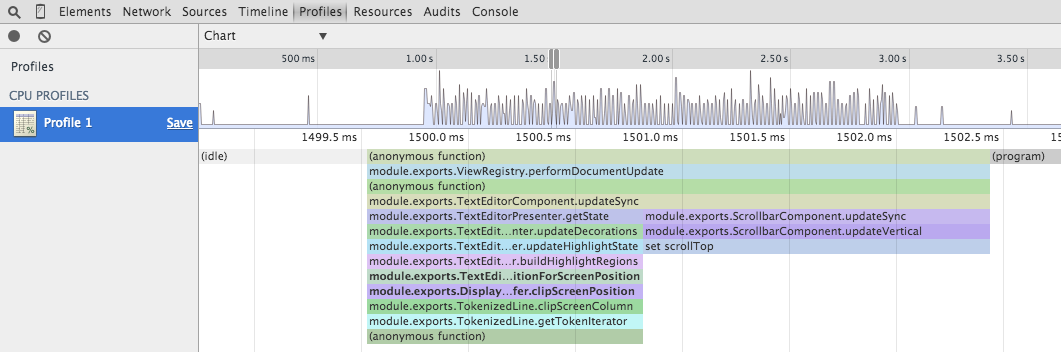 Elements Network Sources Timeline Profiles Resources Audits Console
Chart ▼
Profiles
CPU PROFILES
Profile 1 Save
%
500 ms 1.00 s 1.50 2.00 s 2.50 s 3.00 s 3.50 s
1499.5 ms 1500.0 ms 1500.5 ms 1501.0 ms 1501.5 ms 1502.0 ms 1502.5 ms 15
(idle) (anonymous function) (program)
module.exports.ViewRegistry.performDocumentUpdate
(anonymous function)
module.exports.TextEditorComponent.updateSync
module.exports.TextEditorPresenter.getState module.exports.ScrollbarComponent.updateSync
module.exports.TextEdit...nter.updateDecorations module.exports.ScrollbarComponent.updateVertical
module.exports.TextEdit...er.updateHighlightState set scrollTop
module.exports.TextEdit...r.buildHighlightRegions
module.exports.TextEdi...itionForScreenPosition
module.exports.Display...fer.clipScreenPosition
module.exports.TokenizedLine.clipScreenColumn
module.exports.TokenizedLine.getTokenIterator
(anonymous function)